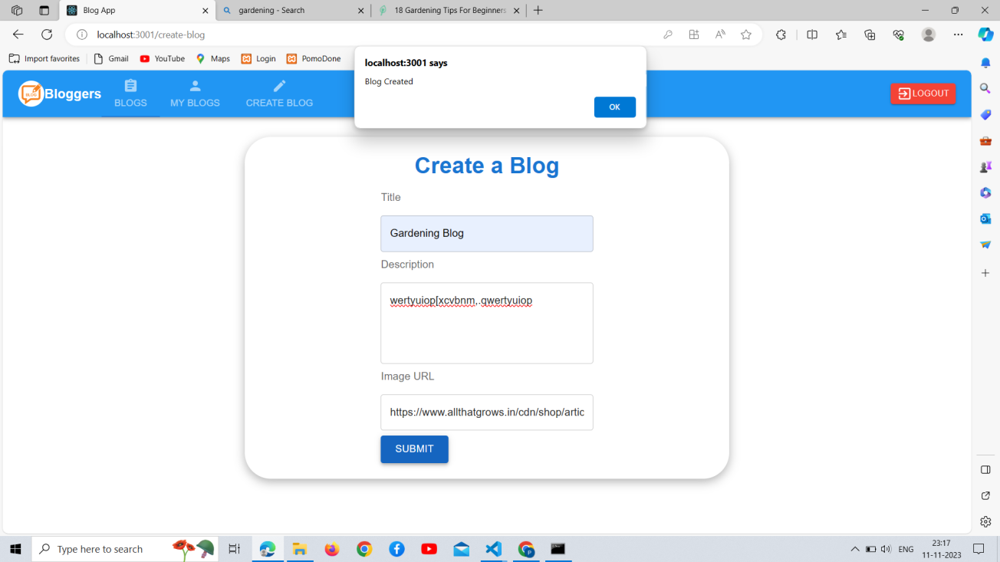 Blog App
gardening - Search
18 Gardening Tips For Beginners
localhost:3001/create-blog
Import favorites
Gmail
YouTube
Maps
Login
PomoDone
localhost:3001 says
Blog Created
OK
BLOG
Bloggers
BLOGS
MY BLOGS
CREATE BLOG
LOGOUT
Create a Blog
Title
Gardening Blog
Description
wertyuiop[xcvbnm,.qwertyuiop
Image URL
https://www.allthatgrows.in/cdn/shop/artic
SUBMIT
Type here to search
ENG
23:17
11-11-2023